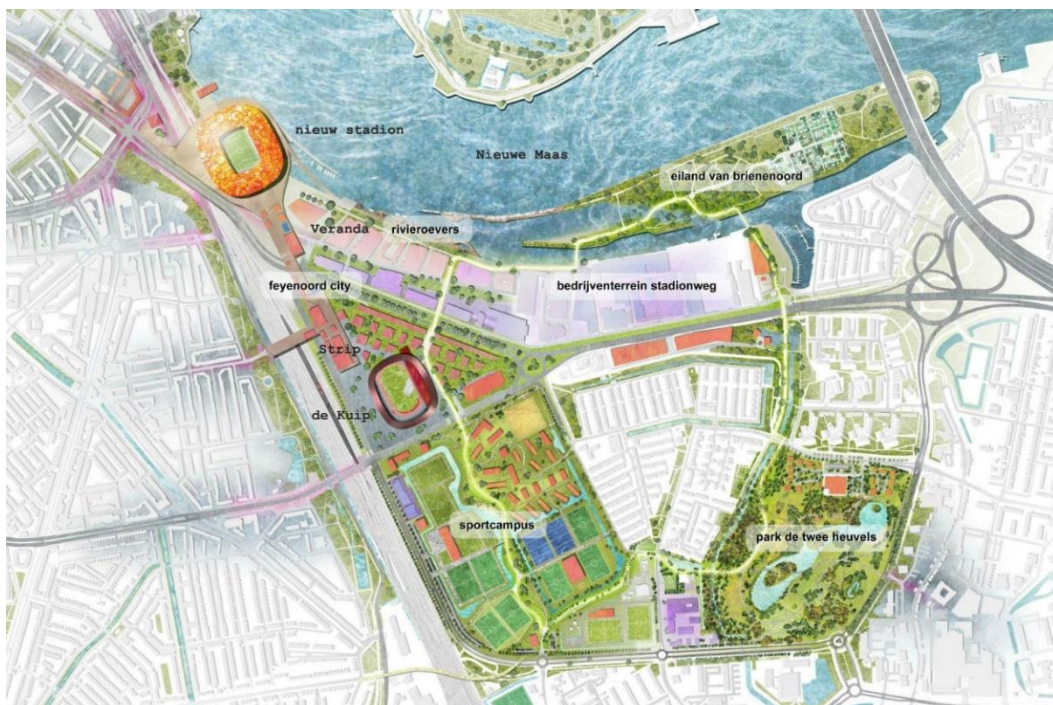 nieuw stadion
Nieuwe Maas
eiland van brienenoord
Veranda
rivieroevers
feyenoord city
bedrijventerrein stadionweg
Strip
de Kuip
sportcampus
park de twee heuvels